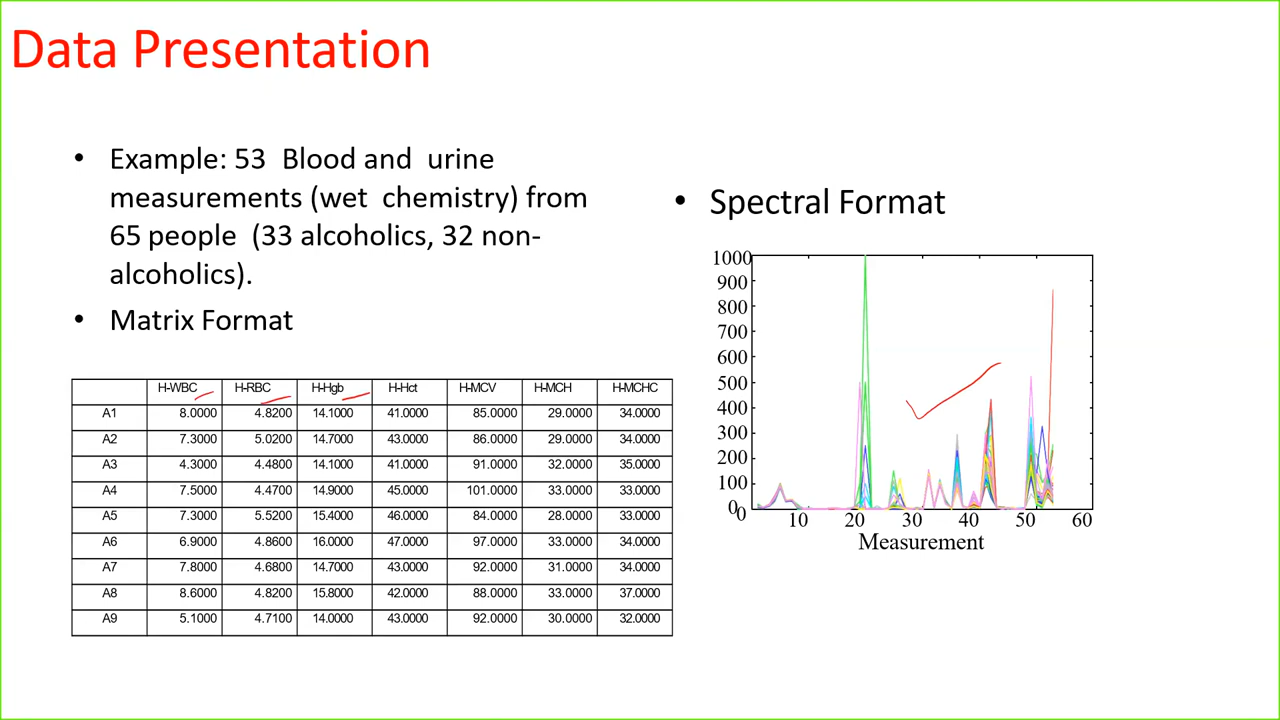 Data Presentation
• Example: 53 Blood and urine
measurements (wet chemistry) from
65 people (33 alcoholics, 32 non-
alcoholics).
• Matrix Format
H-WBC H-RBC H-Hgb H-Hct H-MCV H-MCH H-MCHC
A1 8.0000 4.8200 14.1000 41.0000 85.0000 29.0000 34.0000
A2 7.3000 5.0200 14.7000 43.0000 86.0000 29.0000 34.0000
A3 4.3000 4.4800 14.1000 41.0000 91.0000 32.0000 35.0000
A4 7.5000 4.4700 14.9000 45.0000 101.0000 33.0000 33.0000
A5 7.3000 5.5200 15.4000 46.0000 84.0000 28.0000 33.0000
A6 6.9000 4.8600 16.0000 47.0000 97.0000 33.0000 34.0000
A7 7.8000 4.6800 14.7000 43.0000 92.0000 31.0000 34.0000
A8 8.6000 4.8200 15.8000 42.0000 88.0000 33.0000 37.0000
A9 5.1000 4.7100 14.0000 43.0000 92.0000 30.0000 32.0000
• Spectral Format
1000
900
800
700
600
500
400
300
200
100
0
0 10 20 30 40 50 60
Measurement